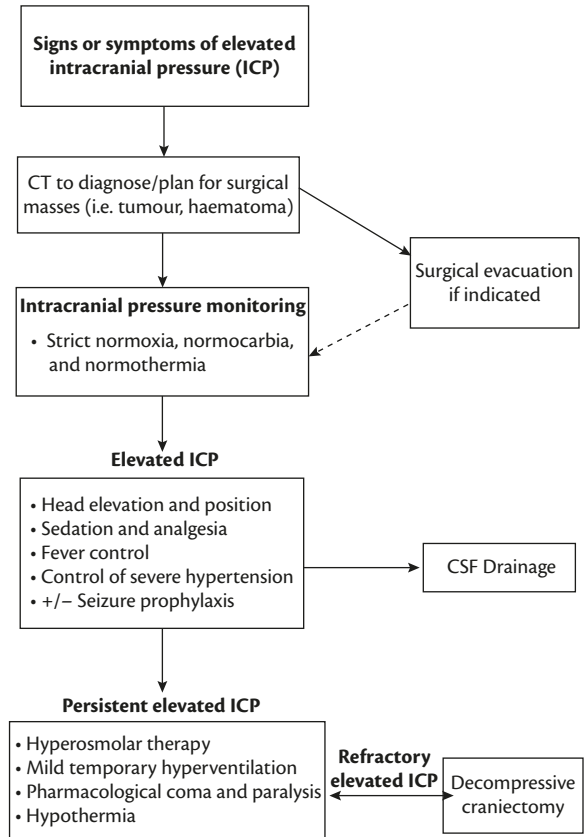 Signs or symptoms of elevated
intracranial pressure (ICP)
CT to diagnose/plan for surgical
masses (i.e. tumour, haematoma)
Surgical evacuation
if indicated
Intracranial pressure monitoring
• Strict normoxia, normocarbia,
and normothermia
Elevated ICP
• Head elevation and position
• Sedation and analgesia
• Fever control
• Control of severe hypertension
• +/− Seizure prophylaxis
CSF Drainage
Persistent elevated ICP
• Hyperosmolar therapy
• Mild temporary hyperventilation
• Pharmacological coma and paralysis
• Hypothermia
Refractory
elevated ICP
Decompressive
craniectomy